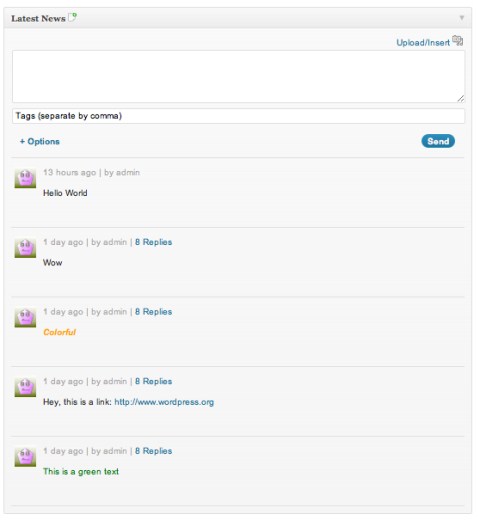 Latest News
Upload/Insert
Tags (separate by comma)
+ Options
Send
13 hours ago | by admin
Hello World
1 day ago | by admin | 8 Replies
Wow
1 day ago | by admin | 8 Replies
Colorful
1 day ago | by admin | 8 Replies
Hey, this is a link: http://www.wordpress.org
1 day ago | by admin | 8 Replies
This is a green text